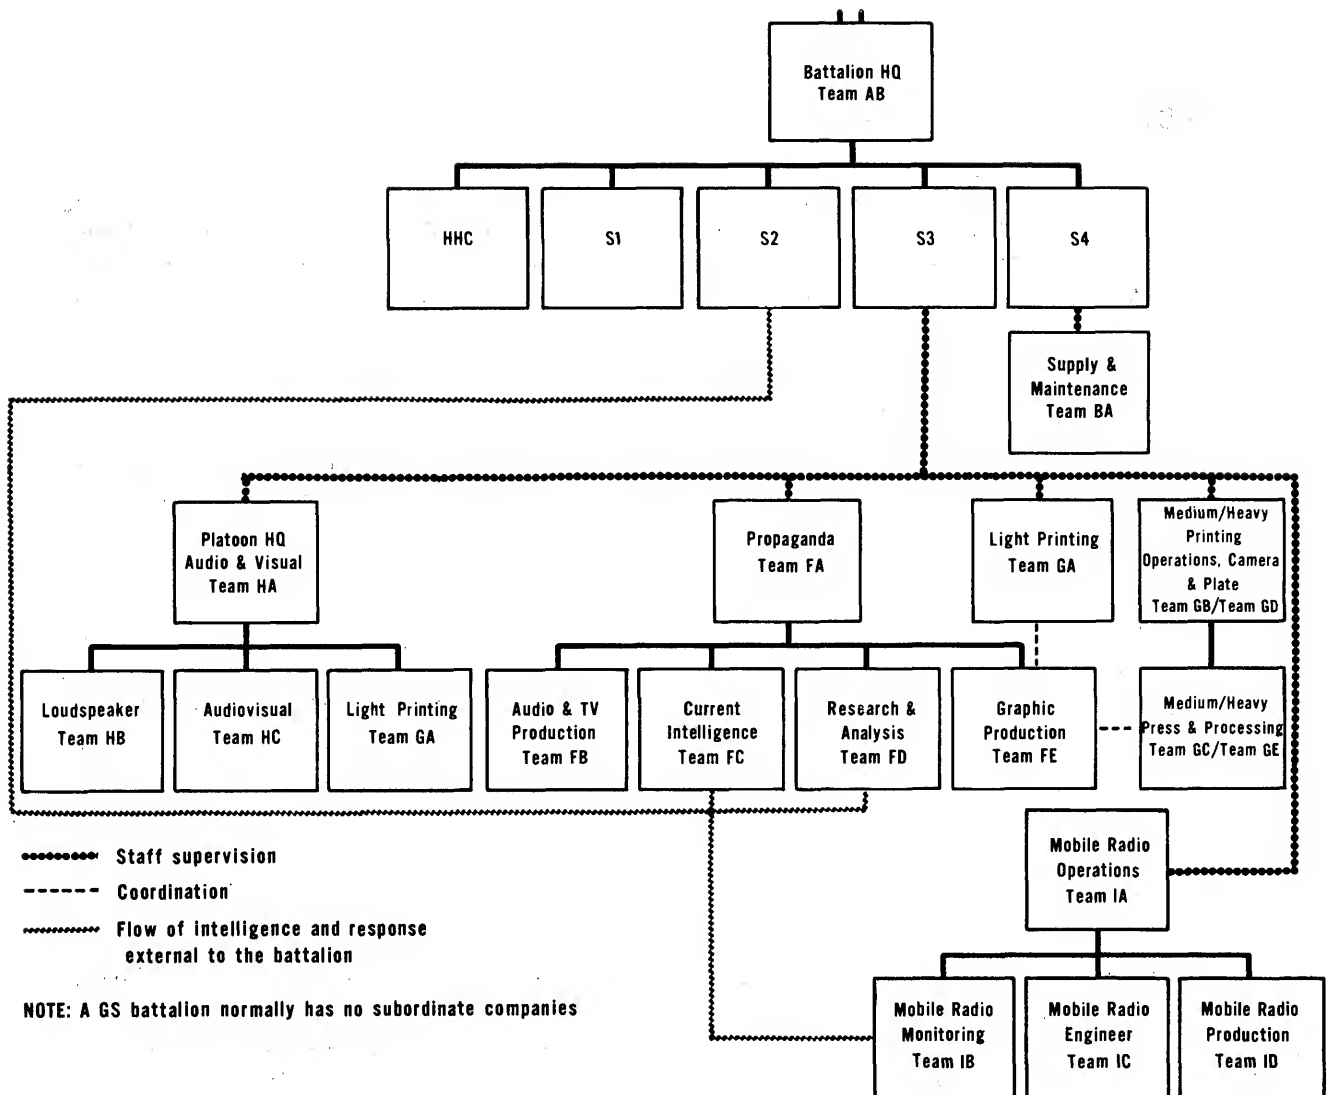 Battalion HQ
Team AB
HHC
S1
S2
S3
S4
Supply &
Maintenance
Team BA
Platoon HQ
Audio & Visual
Team HA
Propaganda
Team FA
Light Printing
Team GA
Medium/Heavy
Printing
Operations, Camera
& Plate
Team GB/Team GD
Loudspeaker
Team HB
Audiovisual
Team HC
Light Printing
Team GA
Audio & TV
Production
Team FB
Current
Intelligence
Team FC
Research &
Analysis
Team FD
Graphic
Production
Team FE
Medium/Heavy
Press & Processing
Team GC/Team GE
Mobile Radio
Operations
Team IA
Staff supervision
Coordination
Flow of intelligence and response
external to the battalion
NOTE: A GS battalion normally has no subordinate companies
Mobile Radio
Monitoring
Team IB
Mobile Radio
Engineer
Team IC
Mobile Radio
Production
Team ID